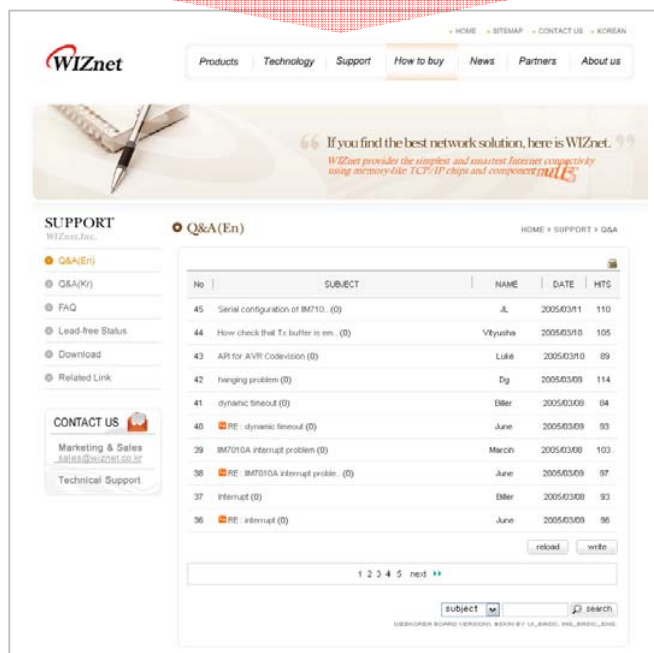 HOME SITEMAP CONTACT US KOREAN
WIZnet
Products Technology Support How to buy News Partners About us
If you find the best network solution, here is WIZnet.
WIZnet provides the simplest and smartest Internet connectivity
using memory-like TCP/IP chips and component
SUPPORT
WIZnet.Inc.
Q&A(En)
HOME > SUPPORT > Q&A
Q&A(En)
Q&A(Kr)
FAQ
Lead-free Status
Download
Related Link
CONTACT US
Marketing & Sales
sales@wiznet.co.kr
Technical Support
No SUBJECT NAME DATE HITS
45 Serial configuration of IIM710...(0) JL 2005/03/11 110
44 How check that Tx buffer is em...(0) Vityusha 2005/03/10 105
43 API for AVR Codevision (0) Luke 2005/03/10 89
42 hanging problem (0) Dg 2005/03/09 114
41 dynamic timeout (0) Biller 2005/03/08 84
40 RE : dynamic timeout (0) June 2005/03/09 93
39 IIM7010A interrupt problem (0) Marcin 2005/03/08 103
38 RE : IIM7010A interrupt proble...(0) June 2005/03/09 97
37 Interrupt (0) Biller 2005/03/08 93
36 RE : interrupt (0) June 2005/03/09 96
reload write
1 2 3 4 5 next
subject search